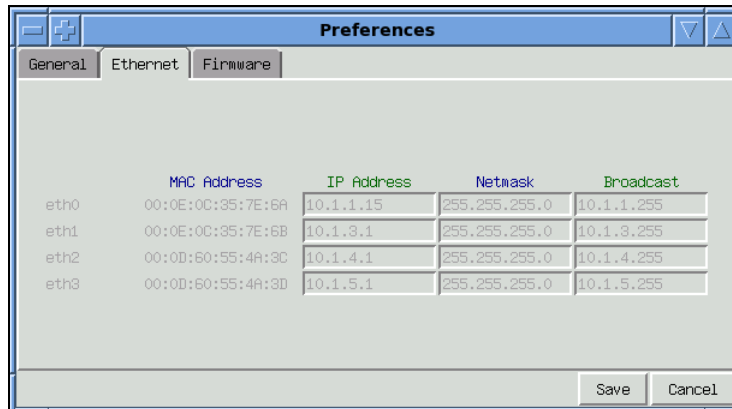 Preferences
General Ethernet Firmware
MAC Address IP Address Netmask Broadcast
eth0 00:0E:0C:35:7E:6A 10.1.1.15 255.255.255.0 10.1.1.255
eth1 00:0E:0C:35:7E:6B 10.1.3.1 255.255.255.0 10.1.3.255
eth2 00:0D:60:55:4A:3C 10.1.4.1 255.255.255.0 10.1.4.255
eth3 00:0D:60:55:4A:3D 10.1.5.1 255.255.255.0 10.1.5.255
Save Cancel